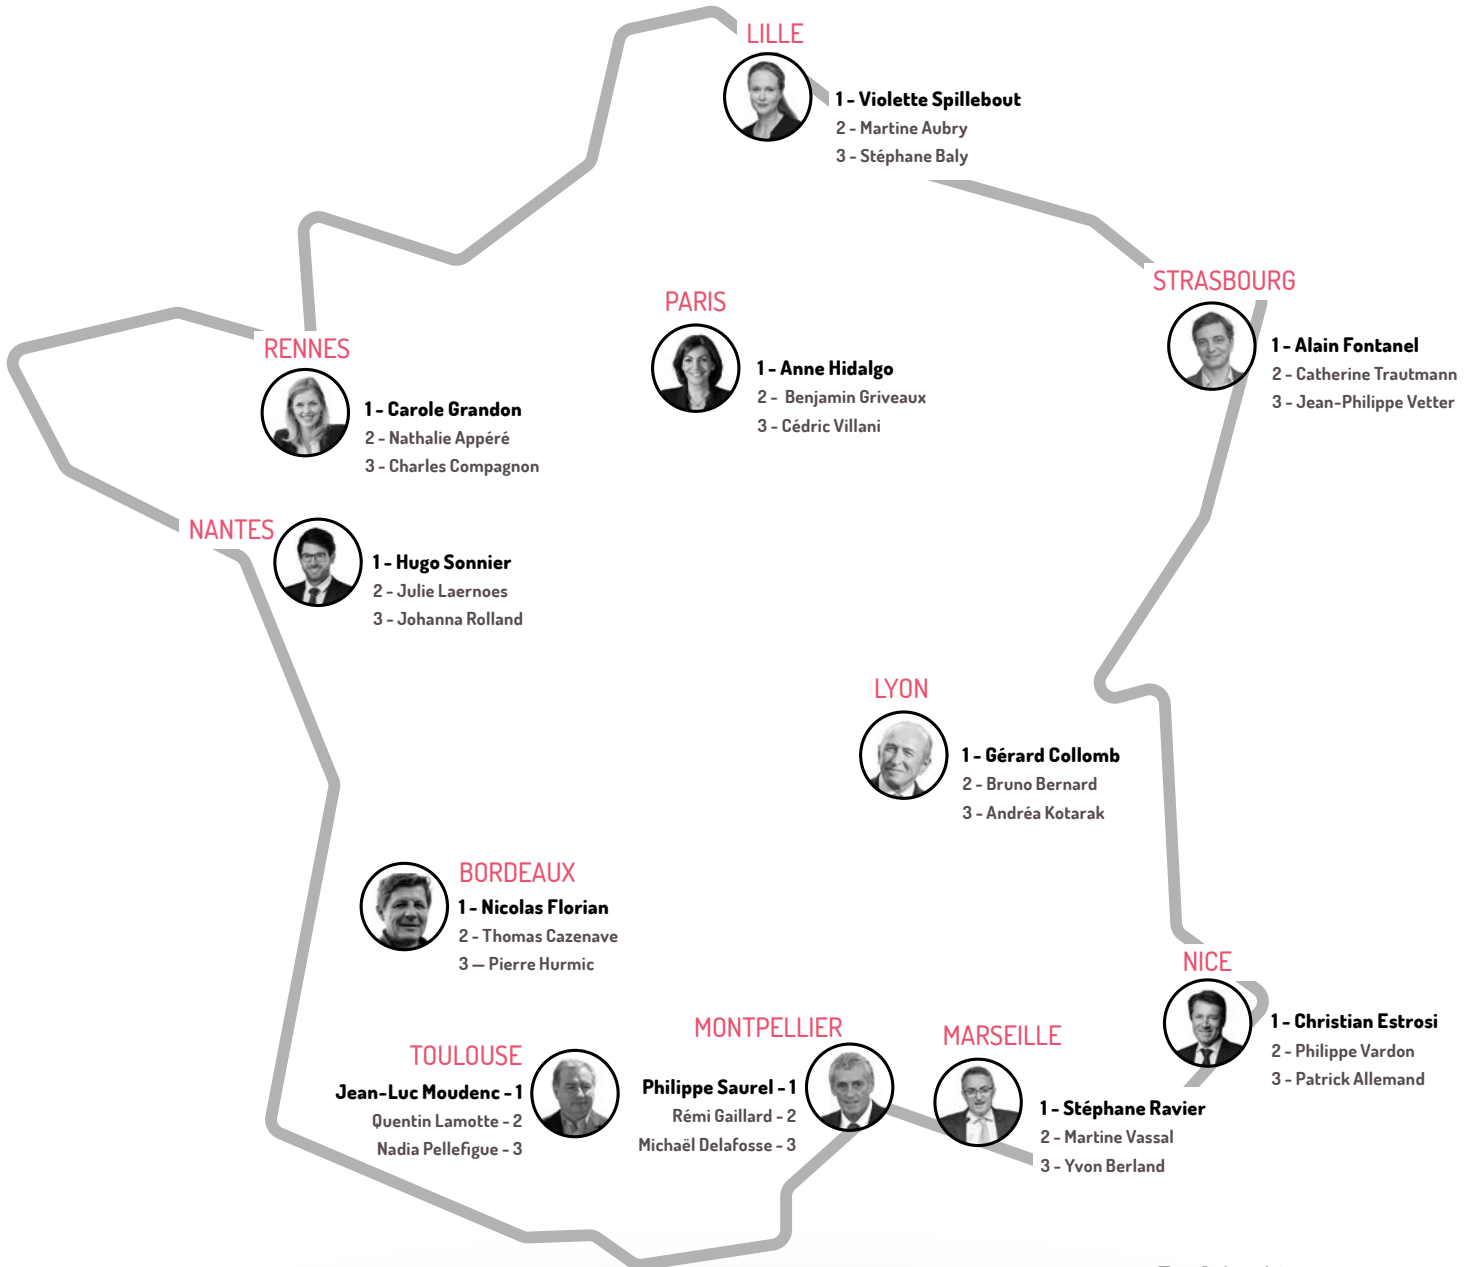 LILLE
1 - Violette Spillebout
2 - Martine Aubry
3 - Stéphane Baly
STRASBOURG
1 - Alain Fontanel
2 - Catherine Trautmann
3 - Jean-Philippe Vetter
PARIS
1 - Anne Hidalgo
2 - Benjamin Griveaux
3 - Cédric Villani
RENNES
1 - Carole Grandon
2 - Nathalie Appéré
3 - Charles Compagnon
NANTES
1 - Hugo Sonnier
2 - Julie Laernoes
3 - Johanna Rolland
LYON
1 - Gérard Collomb
2 - Bruno Bernard
3 - Andréa Kotarak
BORDEAUX
1 - Nicolas Florian
2 - Thomas Cazenave
3 — Pierre Hurmic
NICE
1 - Christian Estrosi
2 - Philippe Vardon
3 - Patrick Allemand
TOULOUSE
Jean-Luc Moudenc - 1
Quentin Lamotte - 2
Nadia Pellefigue - 3
MONTPELLIER
Philippe Saurel - 1
Rémi Gaillard - 2
Michaël Delafosse - 3
MARSEILLE
1 - Stéphane Ravier
2 - Martine Vassal
3 - Yvon Berland